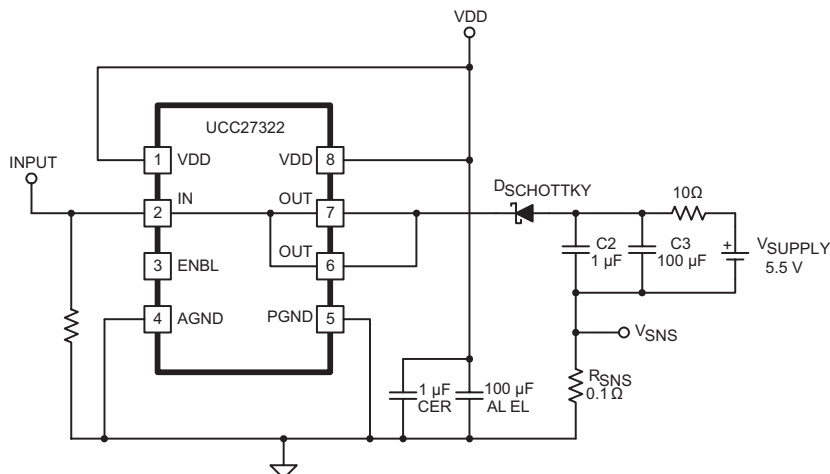 VDD
UCC27322
INPUT
1 VDD
VDD 8
DSCHOTTKY
10Ω
2 IN
OUT 7
C2
1 µF
C3
100 µF
+
VSUPPLY
5.5 V
3 ENBL
OUT 6
4 AGND
PGND 5
VSNS
1 µF
CER
100 µF
AL EL
RSNS
0.1 Ω